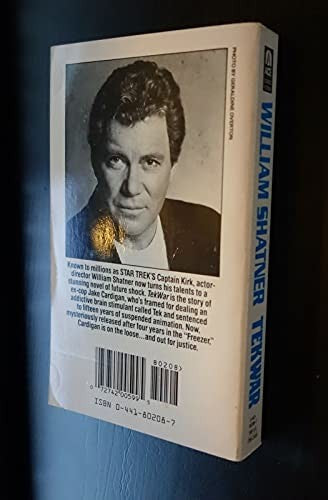 PHOTO BY GERALDINE OVERTON
Known to millions as STAR TREK'S Captain Kirk, actor-
director William Shatner now turns his talents to a
stunning novel of future shock. TekWar is the story of
ex-cop Jake Cardigan, who's framed for dealing an
addictive brain stimulant called Tek and sentenced
to fifteen years of suspended animation. Now,
mysteriously released after four years in the "Freezer,"
Cardigan is on the loose...and out for justice.
80208>
0 72742 00599 5
ISBN 0-441-80208-7
WILLIAM SHATNER TEKWAR